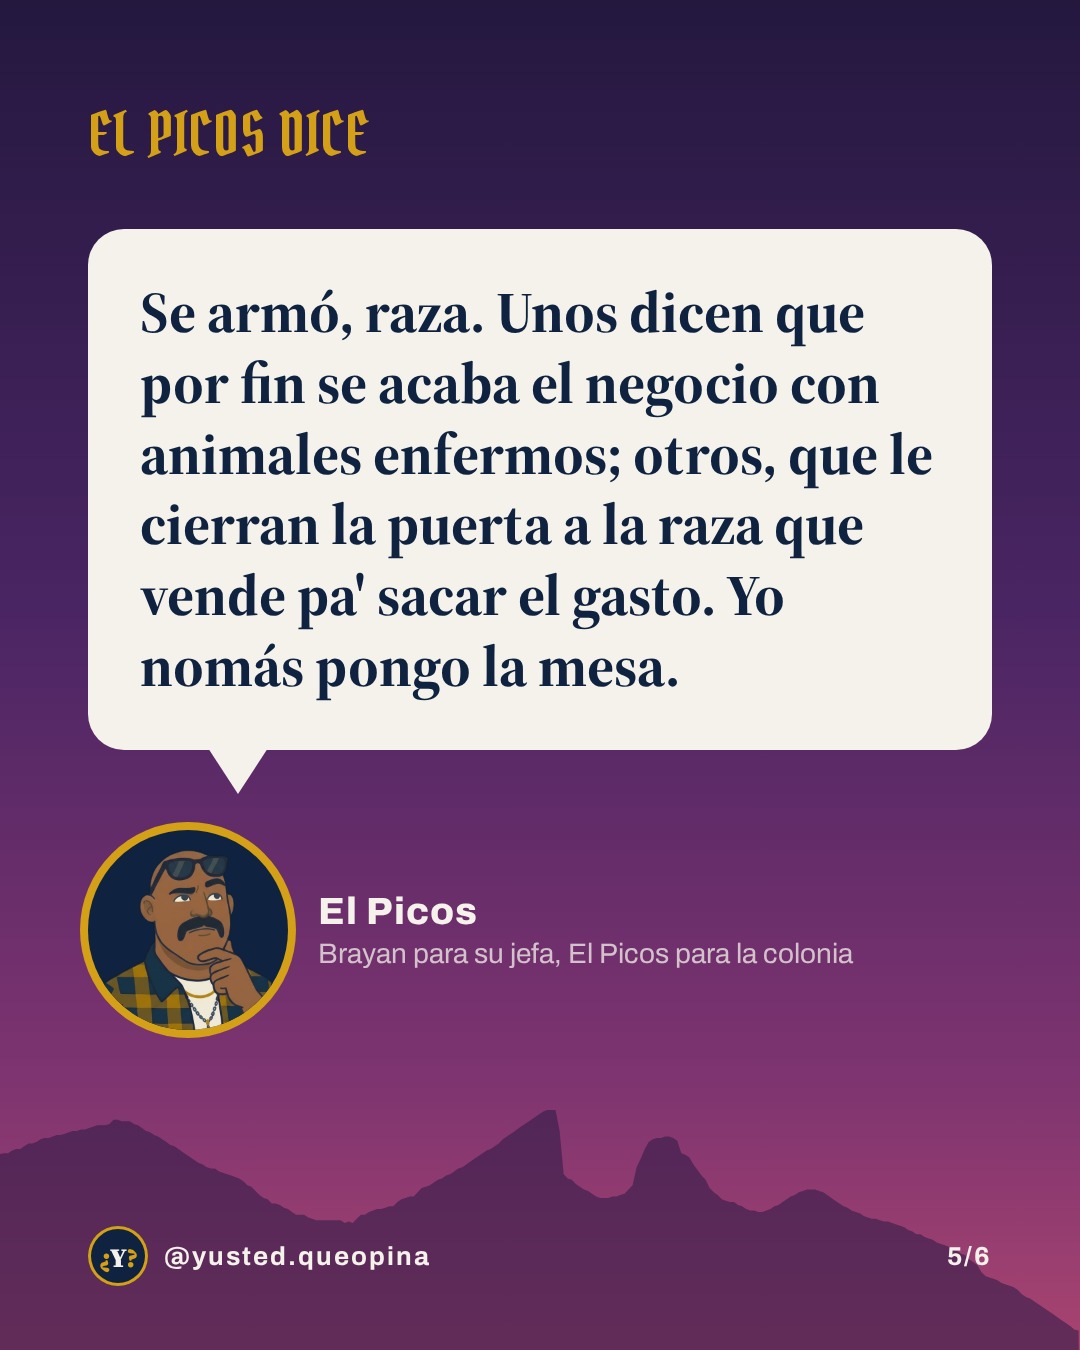 EL PICOS DICE
Se armó, raza. Unos dicen que
por fin se acaba el negocio con
animales enfermos; otros, que le
cierran la puerta a la raza que
vende pa' sacar el gasto. Yo
nomás pongo la mesa.
El Picos
Brayan para su jefa, El Picos para la colonia
¿Y?
@yusted.queopina
5/6